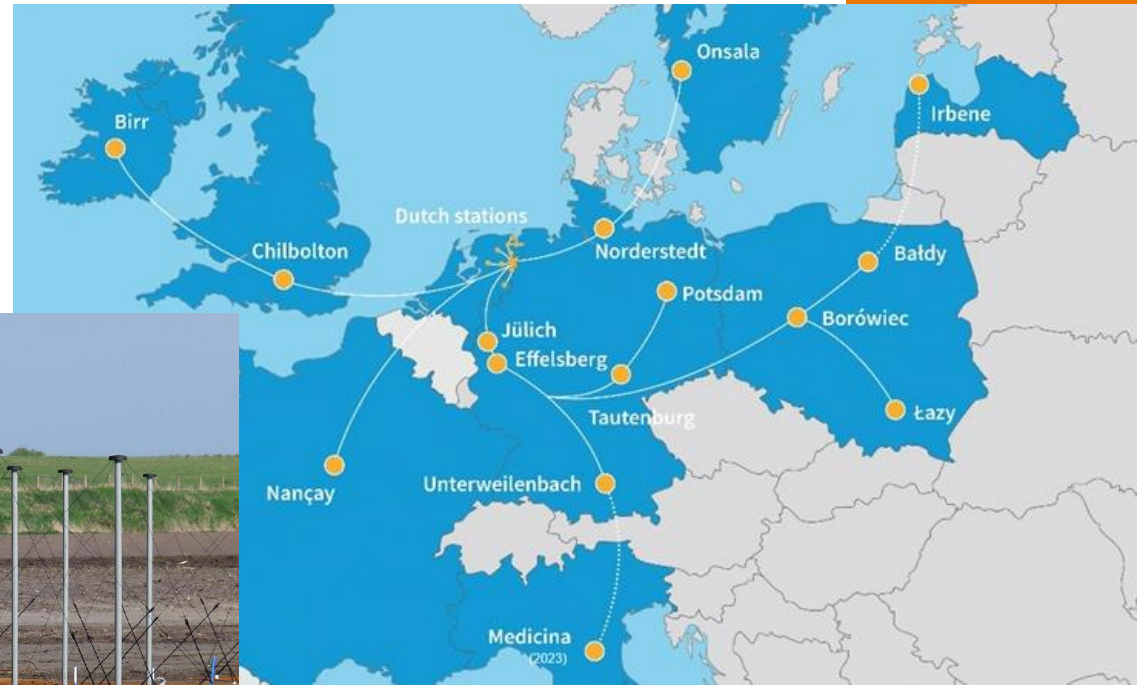 Onsala
Irbene
Birr
Dutch stations
Chilbolton
Norderstedt
Bałdy
Potsdam
Borówiec
Jülich
Effelsberg
Tautenburg
Łazy
Nançay
Unterweilenbach
Medicina
(2023)